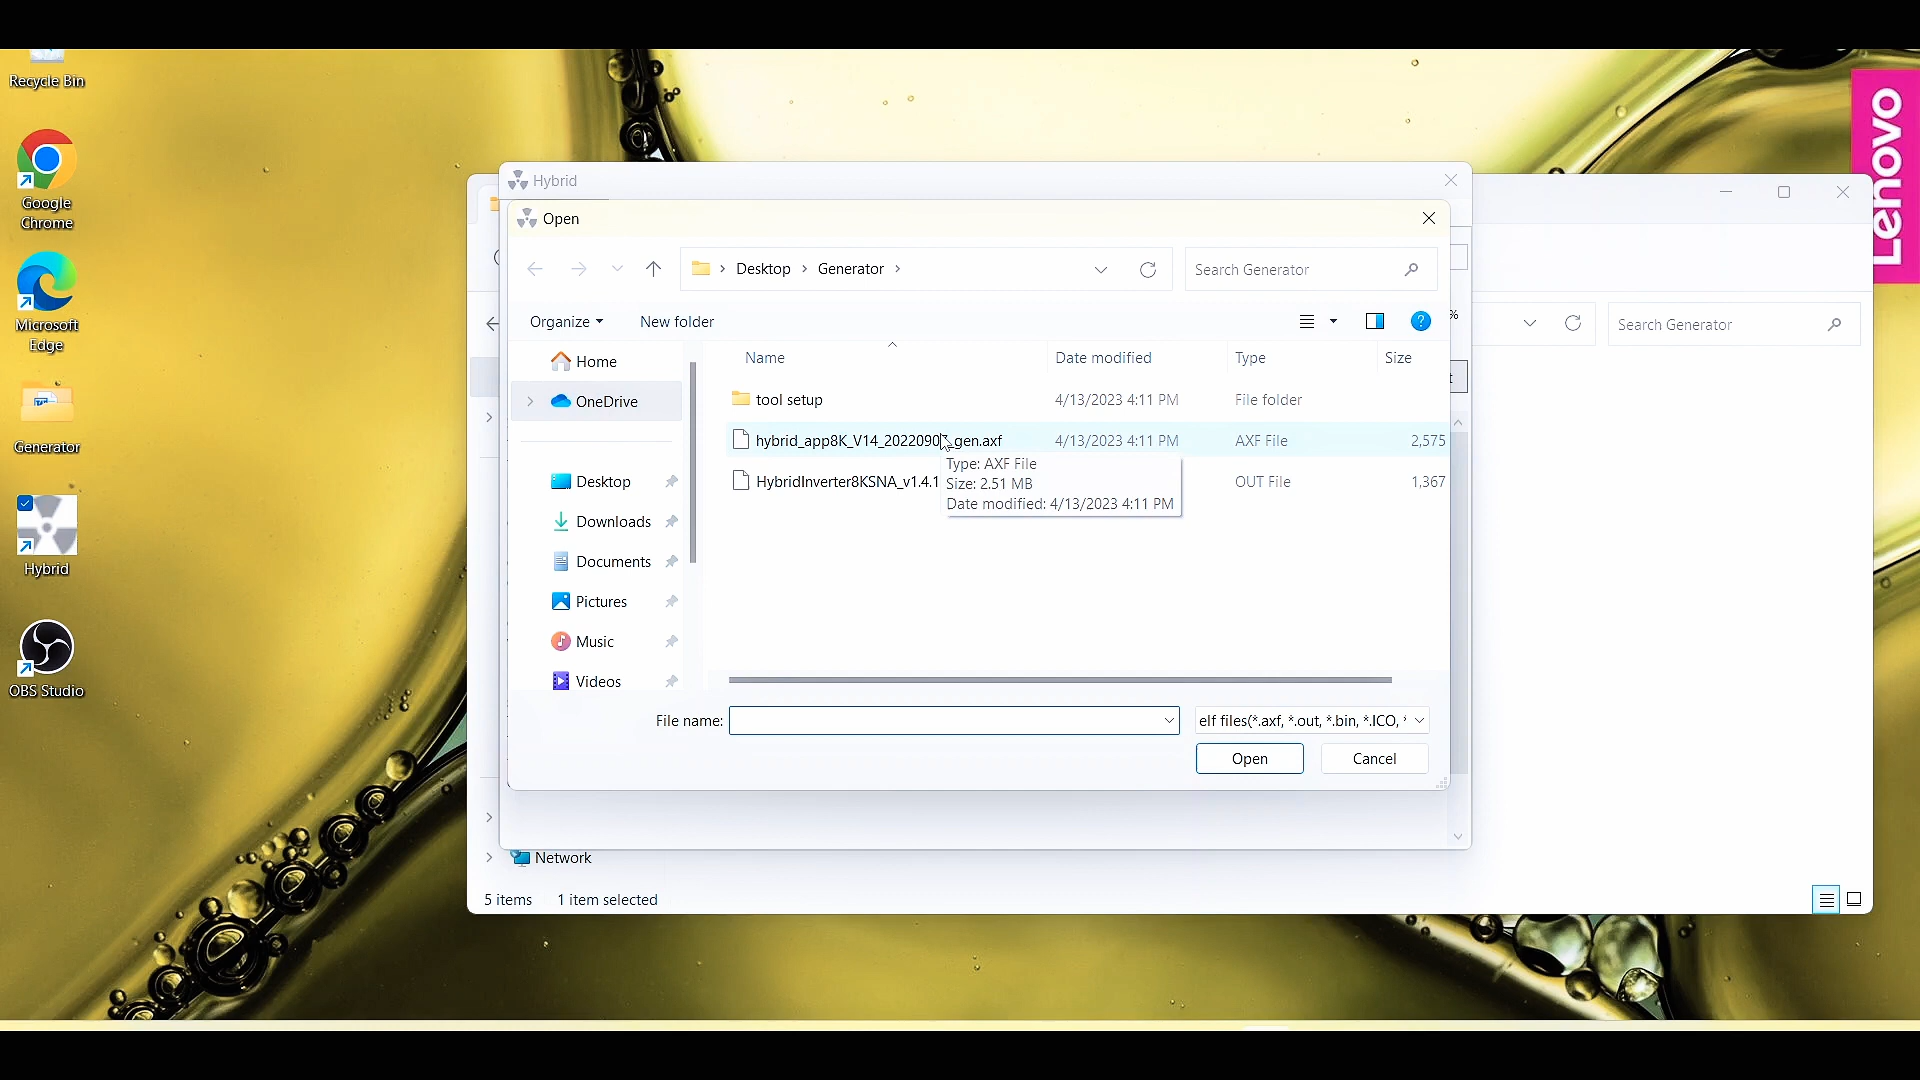 Recycle Bin
Google
Chrome
Microsoft
Edge
Generator
Hybrid
OBS Studio
Lenovo
Hybrid
Open
Desktop
Generator
Search Generator
Organize
New folder
?
%
Search Generator
Home
OneDrive
Desktop
Downloads
Documents
Pictures
Music
Videos
Name
Date modified
Type
Size
tool setup
4/13/2023 4:11 PM
File folder
4/13/2023 4:11 PM
AXF File
2,575
HybridInverter8KSNA_v1.4.1
OUT File
1,367
Type: AXF File
Size: 2.51 MB
Date modified: 4/13/2023 4:11 PM
File name:
elf files(*.axf, *.out, *.bin, *.ICO, *
Open
Cancel
Network
5 items
1 item selected